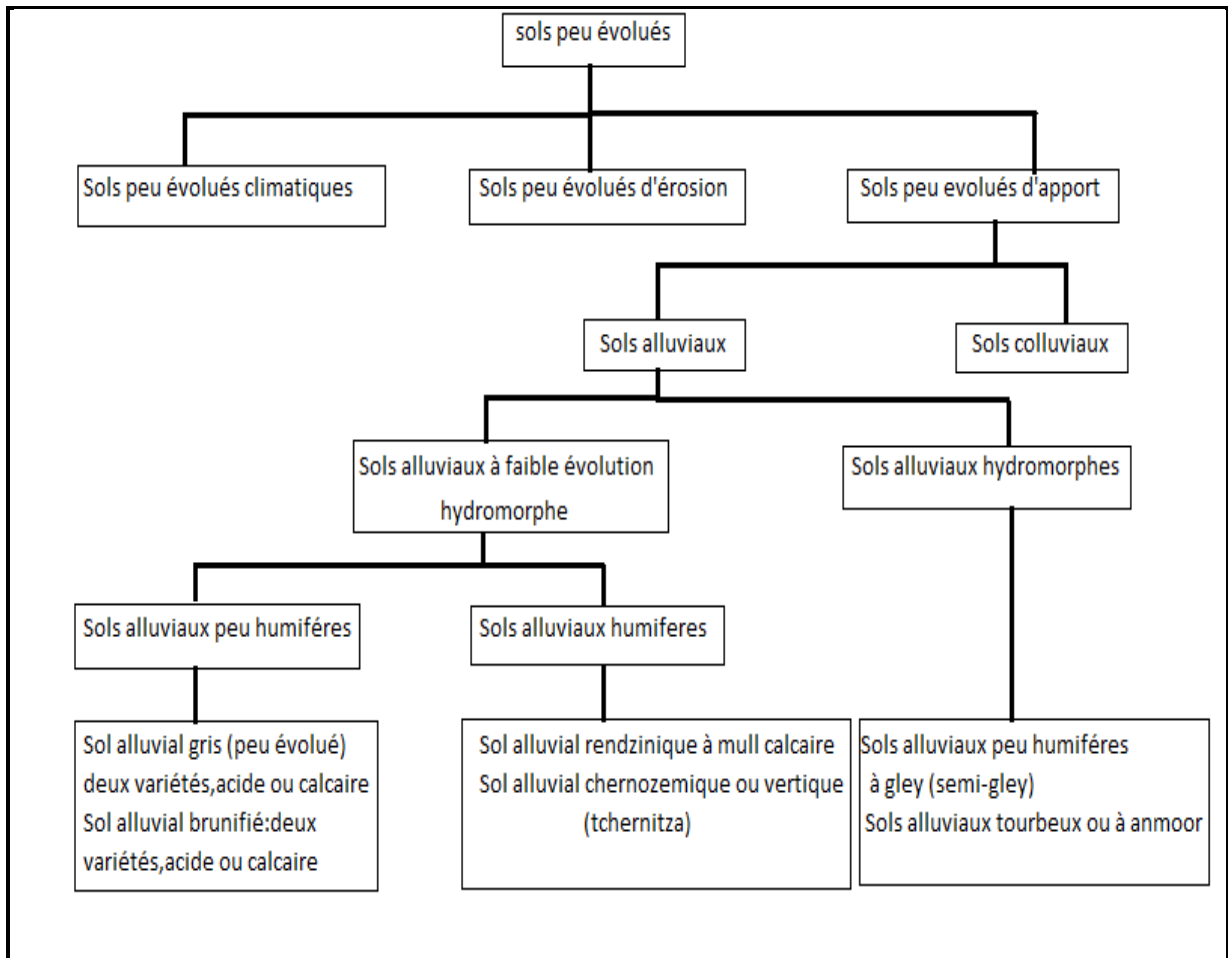 sols peu évolués
Sols peu évolués climatiques
Sols peu évolués d'érosion
Sols peu evolués d'apport
Sols alluviaux
Sols colluviaux
Sols alluviaux à faible évolution
hydromorphe
Sols alluviaux hydromorphes
Sols alluviaux peu humiféres
Sols alluviaux humiferes
Sol alluvial gris (peu évolué)
deux variétés,acide ou calcaire
Sol alluvial brunifié:deux
variétés,acide ou calcaire
Sol alluvial rendzinique à mull calcaire
Sol alluvial chernozemique ou vertique
(tchernitza)
Sols alluviaux peu humiféres
à gley (semi-gley)
Sols alluviaux tourbeux ou à anmoor